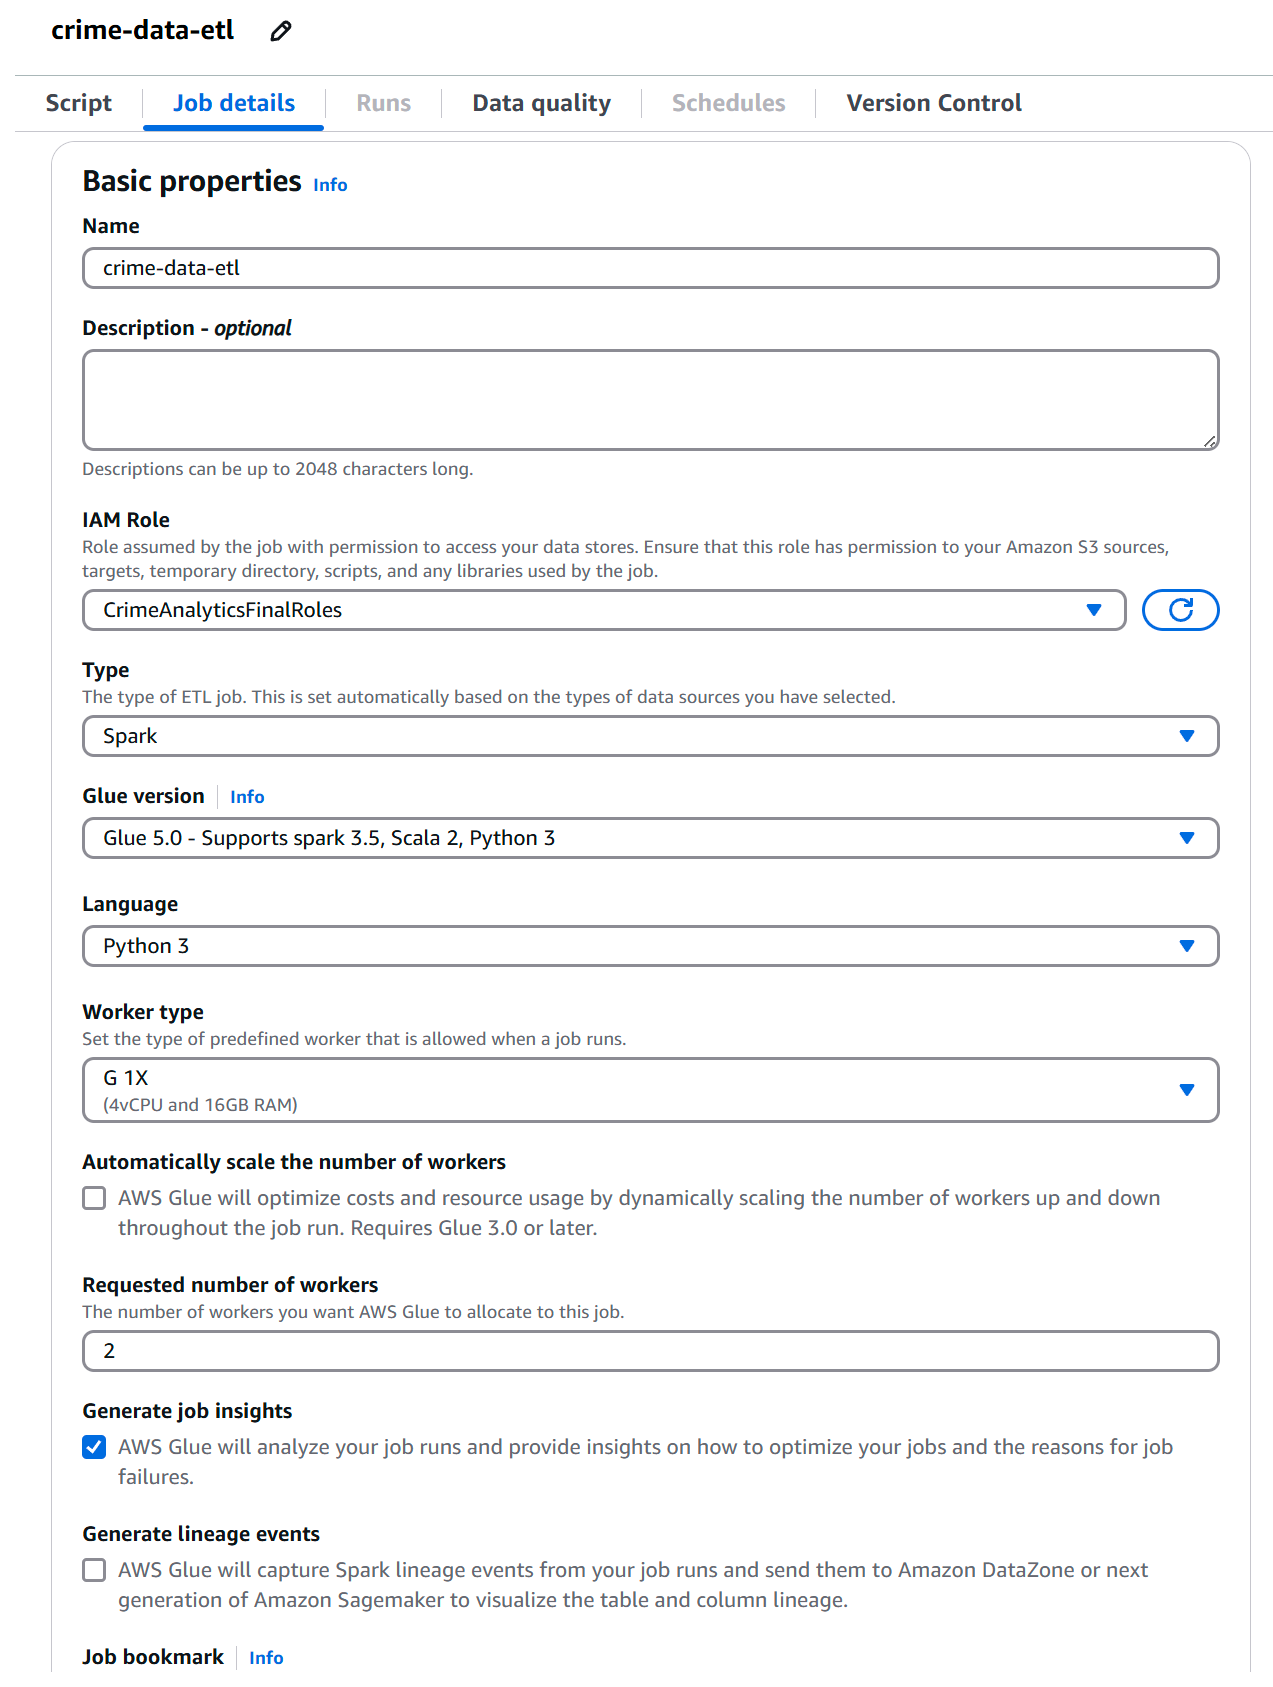 crime-data-etl
Script
Job details
Runs
Data quality
Schedules
Version Control
Basic properties Info
Name
crime-data-etl
Description - optional
Descriptions can be up to 2048 characters long.
IAM Role
Role assumed by the job with permission to access your data stores. Ensure that this role has permission to your Amazon S3 sources,
targets, temporary directory, scripts, and any libraries used by the job.
CrimeAnalyticsFinalRoles
Type
The type of ETL job. This is set automatically based on the types of data sources you have selected.
Spark
Glue version Info
Glue 5.0 - Supports spark 3.5, Scala 2, Python 3
Language
Python 3
Worker type
Set the type of predefined worker that is allowed when a job runs.
G 1X
(4vCPU and 16GB RAM)
Automatically scale the number of workers
AWS Glue will optimize costs and resource usage by dynamically scaling the number of workers up and down
throughout the job run. Requires Glue 3.0 or later.
Requested number of workers
The number of workers you want AWS Glue to allocate to this job.
2
Generate job insights
AWS Glue will analyze your job runs and provide insights on how to optimize your jobs and the reasons for job
failures.
Generate lineage events
AWS Glue will capture Spark lineage events from your job runs and send them to Amazon DataZone or next
generation of Amazon Sagemaker to visualize the table and column lineage.
Job bookmark Info